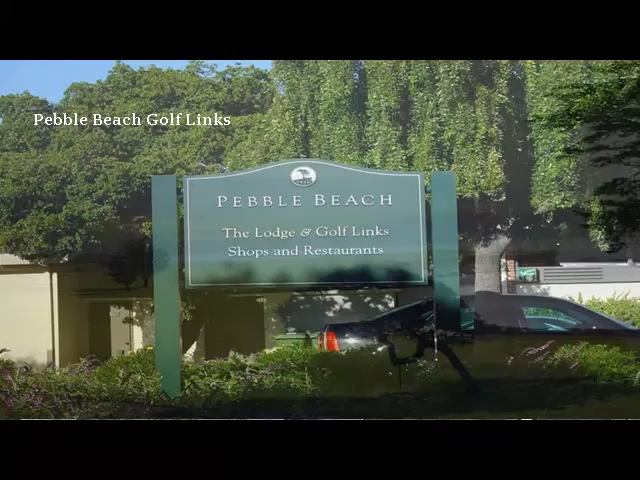 Pebble Beach Golf Links
PEBBLE BEACH
The Lodge & Golf Links
Shops and Restaurants